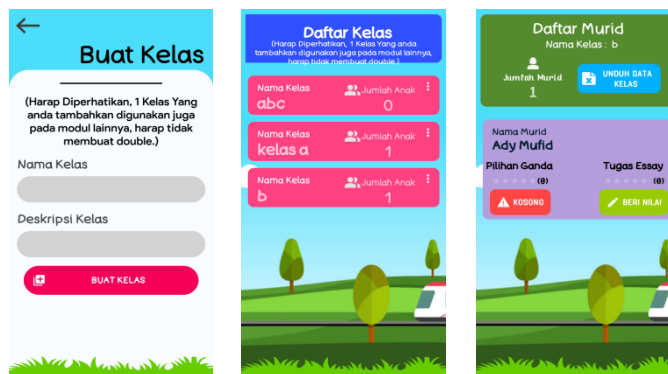 Buat Kelas
(Harap Diperhatikan, 1 Kelas Yang
anda tambahkan digunakan juga
pada modul lainnya, harap tidak
membuat double.)
Nama Kelas
Deskripsi Kelas
BUAT KELAS
Daftar Kelas
(Harap Diperhatikan, 1 Kelas Yang anda
tambahkan digunakan juga pada modul lainnya,
harap tidak membuat double.)
Nama Kelas
Jumlah Anak
abc
0
Nama Kelas
Jumlah Anak
kelas a
1
Nama Kelas
Jumlah Anak
b
1
Daftar Murid
Nama Kelas : b
Jumlah Murid
1
UNDUH DATA
KELAS
Nama Murid
Ady Mufid
Pilihan Ganda
Tugas Essay
(0)
(0)
KOSONG
BERI NILAI